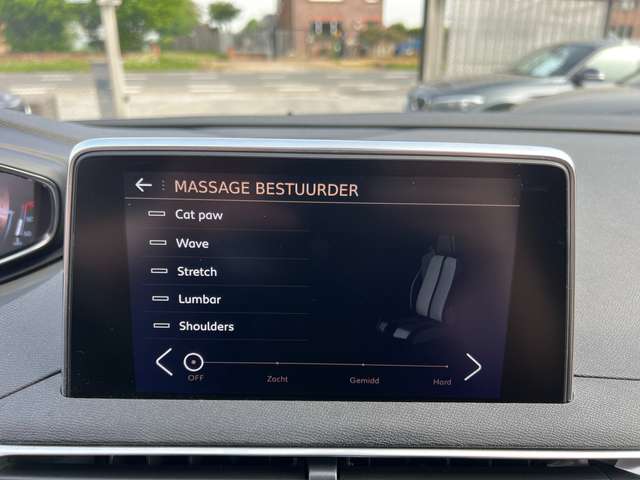 MASSAGE BESTUURDER
Cat paw
Wave
Stretch
Lumbar
Shoulders
OFF Zacht Gemidd Hard